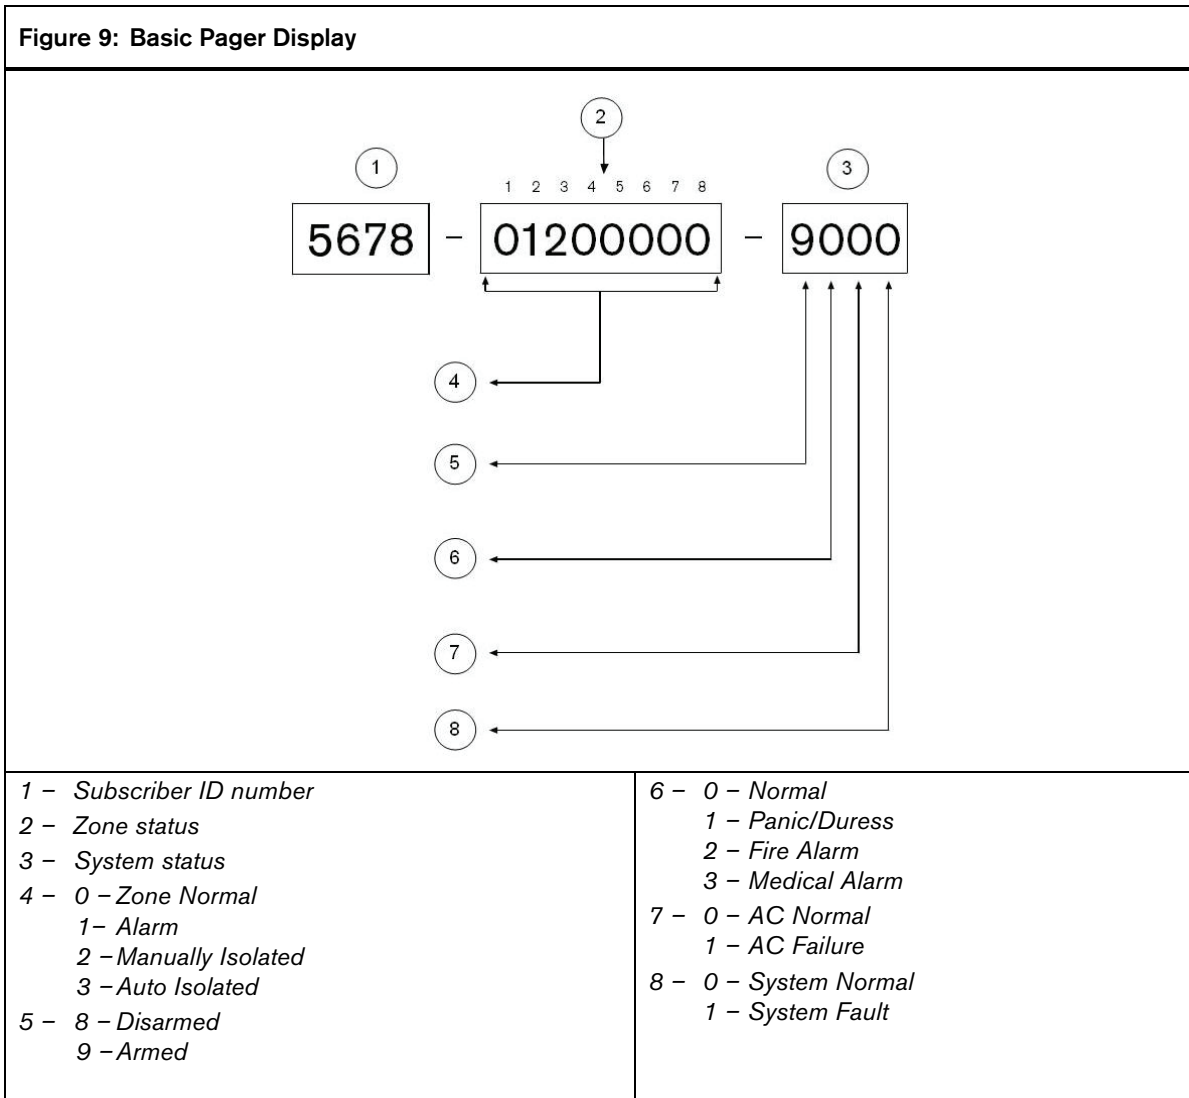 Figure 9: Basic Pager Display
2
1
3
1 2 3 4 5 6 7 8
5678 – 01200000 – 9000
4
5
6
7
8
1 – Subscriber ID number
2 – Zone status
3 – System status
4 – 0 – Zone Normal
1– Alarm
2 – Manually Isolated
3 – Auto Isolated
5 – 8 – Disarmed
9 – Armed
6 – 0 – Normal
1 – Panic/Duress
2 – Fire Alarm
3 – Medical Alarm
7 – 0 – AC Normal
1 – AC Failure
8 – 0 – System Normal
1 – System Fault